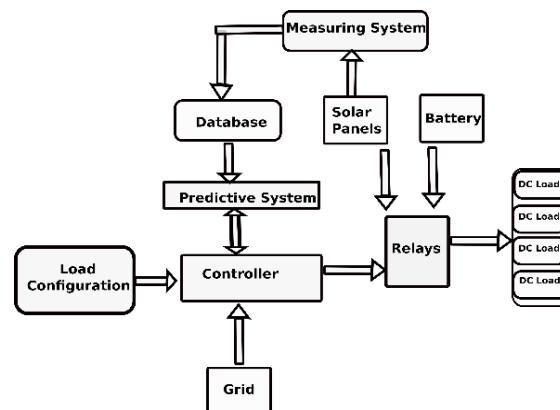 Measuring System
Database
Solar
Panels
Battery
Predictive System
DC Load
DC Load
DC Load
DC Load
Relays
Load
Configuration
Controller
Grid